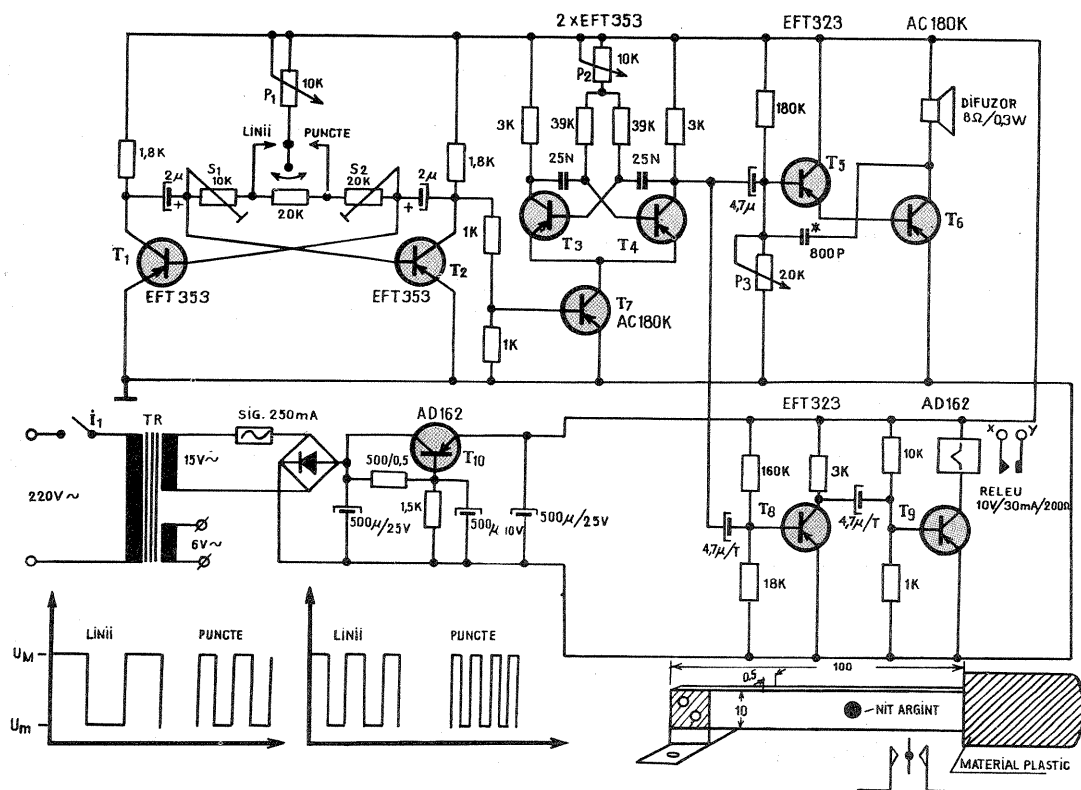 2 x EFT353
EFT323
AC180K
10K
P1
LINII
PUNCTE
1,8K
2µ
+
S1
10K
20K
S2
20K
+
2µ
1,8K
T1
EFT353
T2
EFT353
1K
1K
P2
10K
3K
39K
39K
3K
25N
25N
T3
T4
T7
AC180K
180K
4,7µ
T5
DIFUZOR
8Ω/0,3W
*
800P
T6
P3
20K
İ1
TR
SIG. 250mA
AD162
T10
15V~
220V~
6V~
500/0,5
1,5K
500µ/25V
500µ 10V
500µ/25V
EFT323
AD162
160K
3K
10K
x
y
RELEU
10V/30mA/200Ω
T8
4,7µ/T
4,7µ/T
T9
18K
1K
LINII
PUNCTE
UM
Um
LINII
PUNCTE
100
0,5
10
NIT ARGINT
MATERIAL PLASTIC